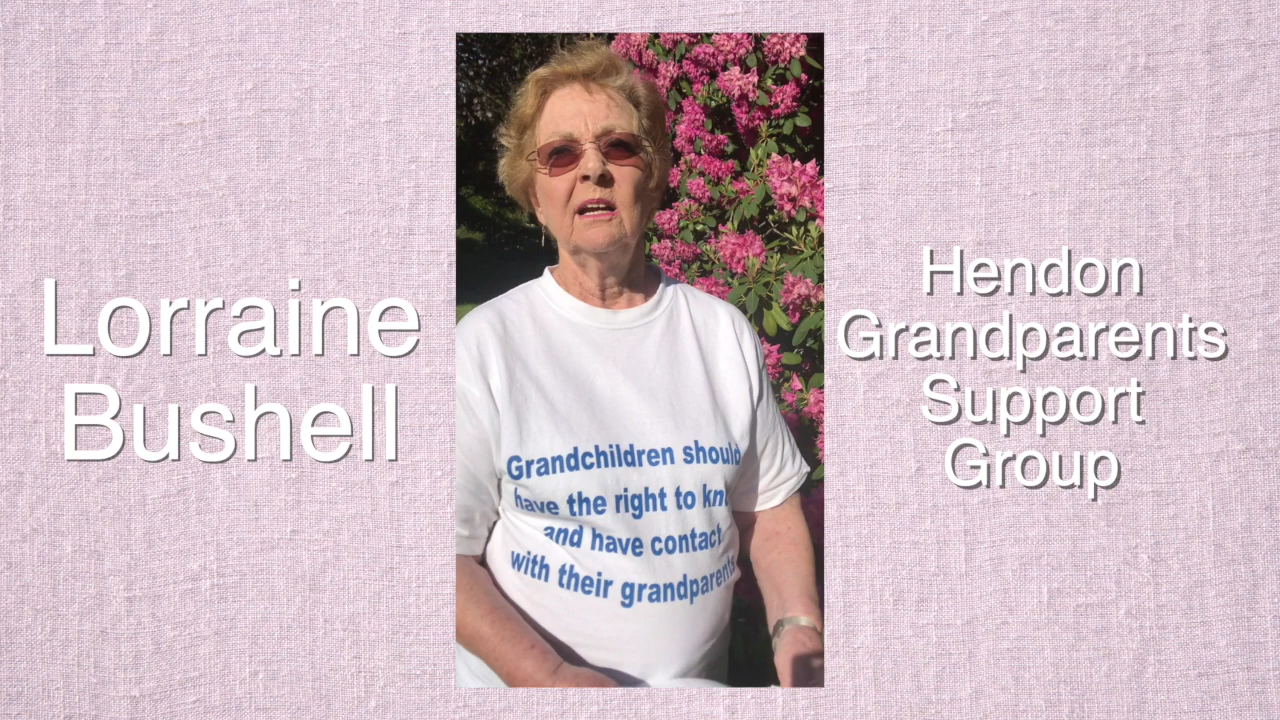 Lorraine
Bushell
Grandchildren should
have the right to
and have contact
with their grandparents
Hendon
Grandparents
Support
Group